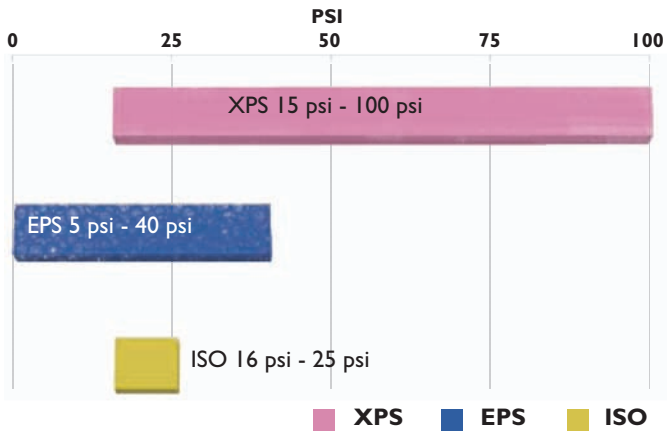 PSI
0 25 50 75 100
XPS 15 psi - 100 psi
EPS 5 psi - 40 psi
ISO 16 psi - 25 psi
XPS EPS ISO